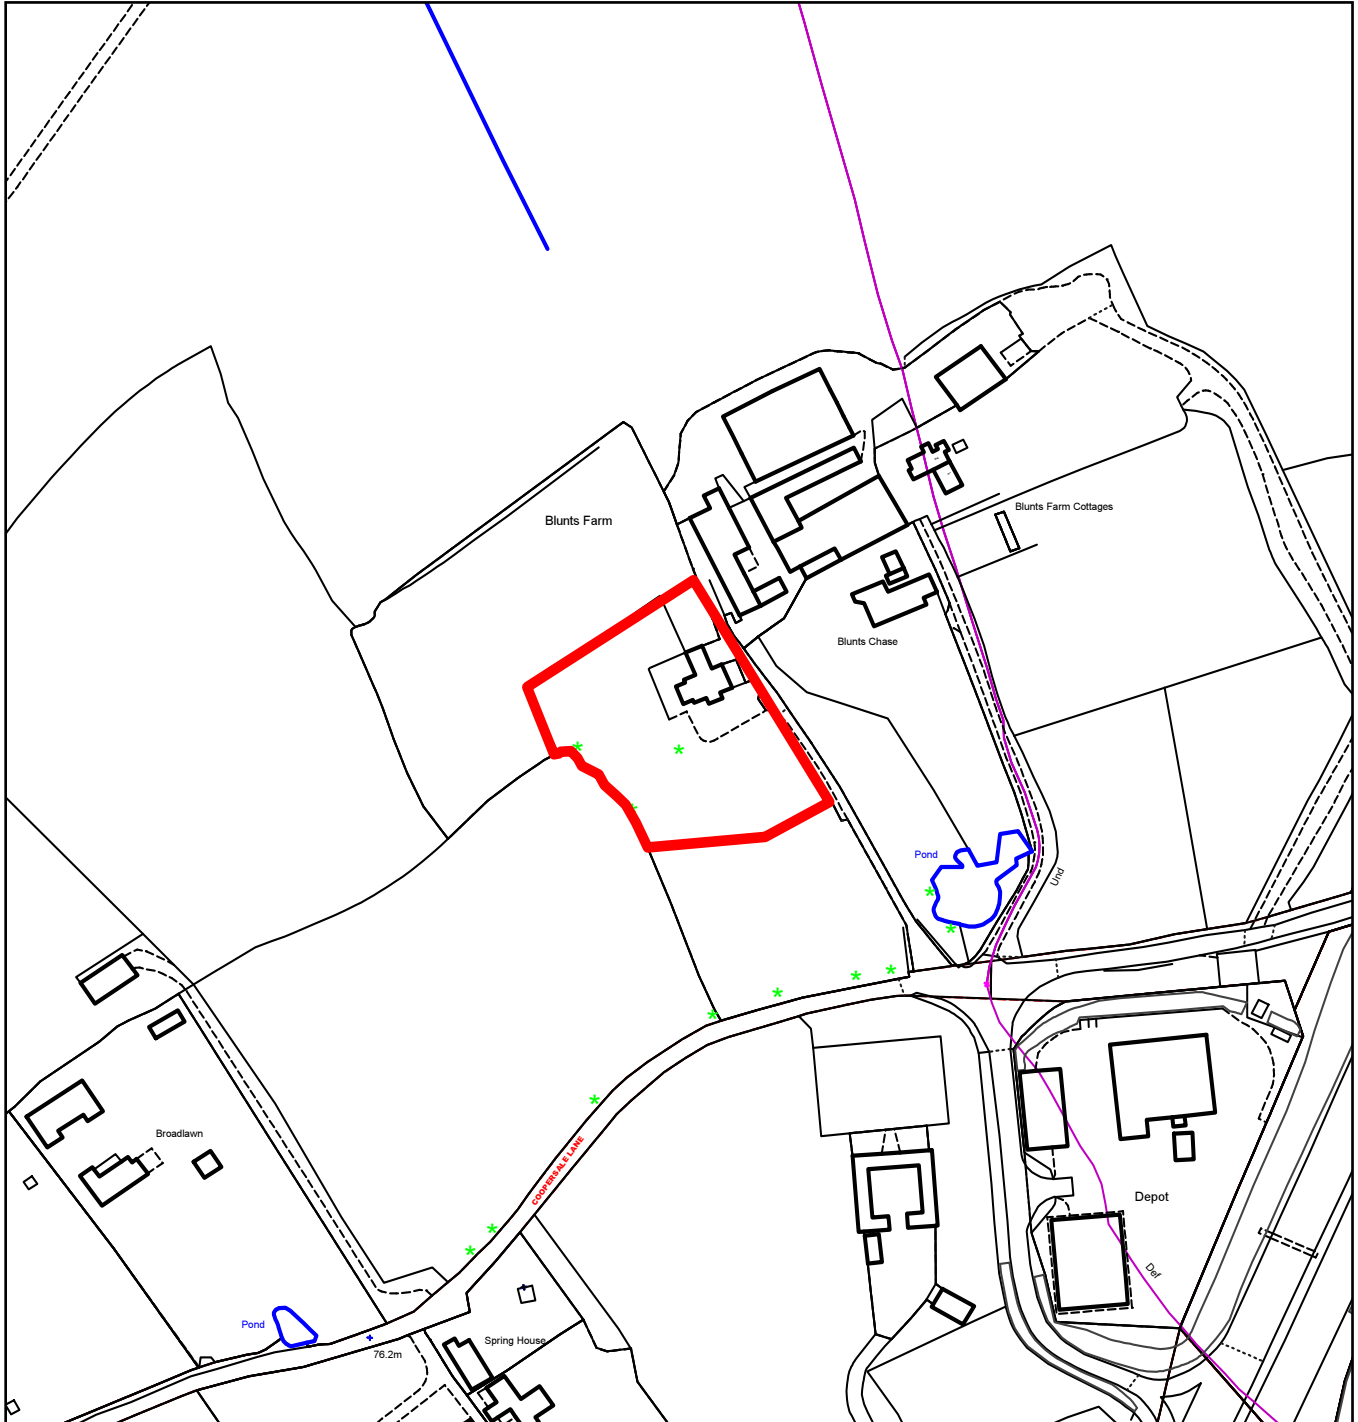 Blunts Farm
Blunts Farm Cottages
Blunts Chase
Pond
Und
Broadlawn
COOPERSALE LANE
Depot
Def
Pond
Spring House
76.2m